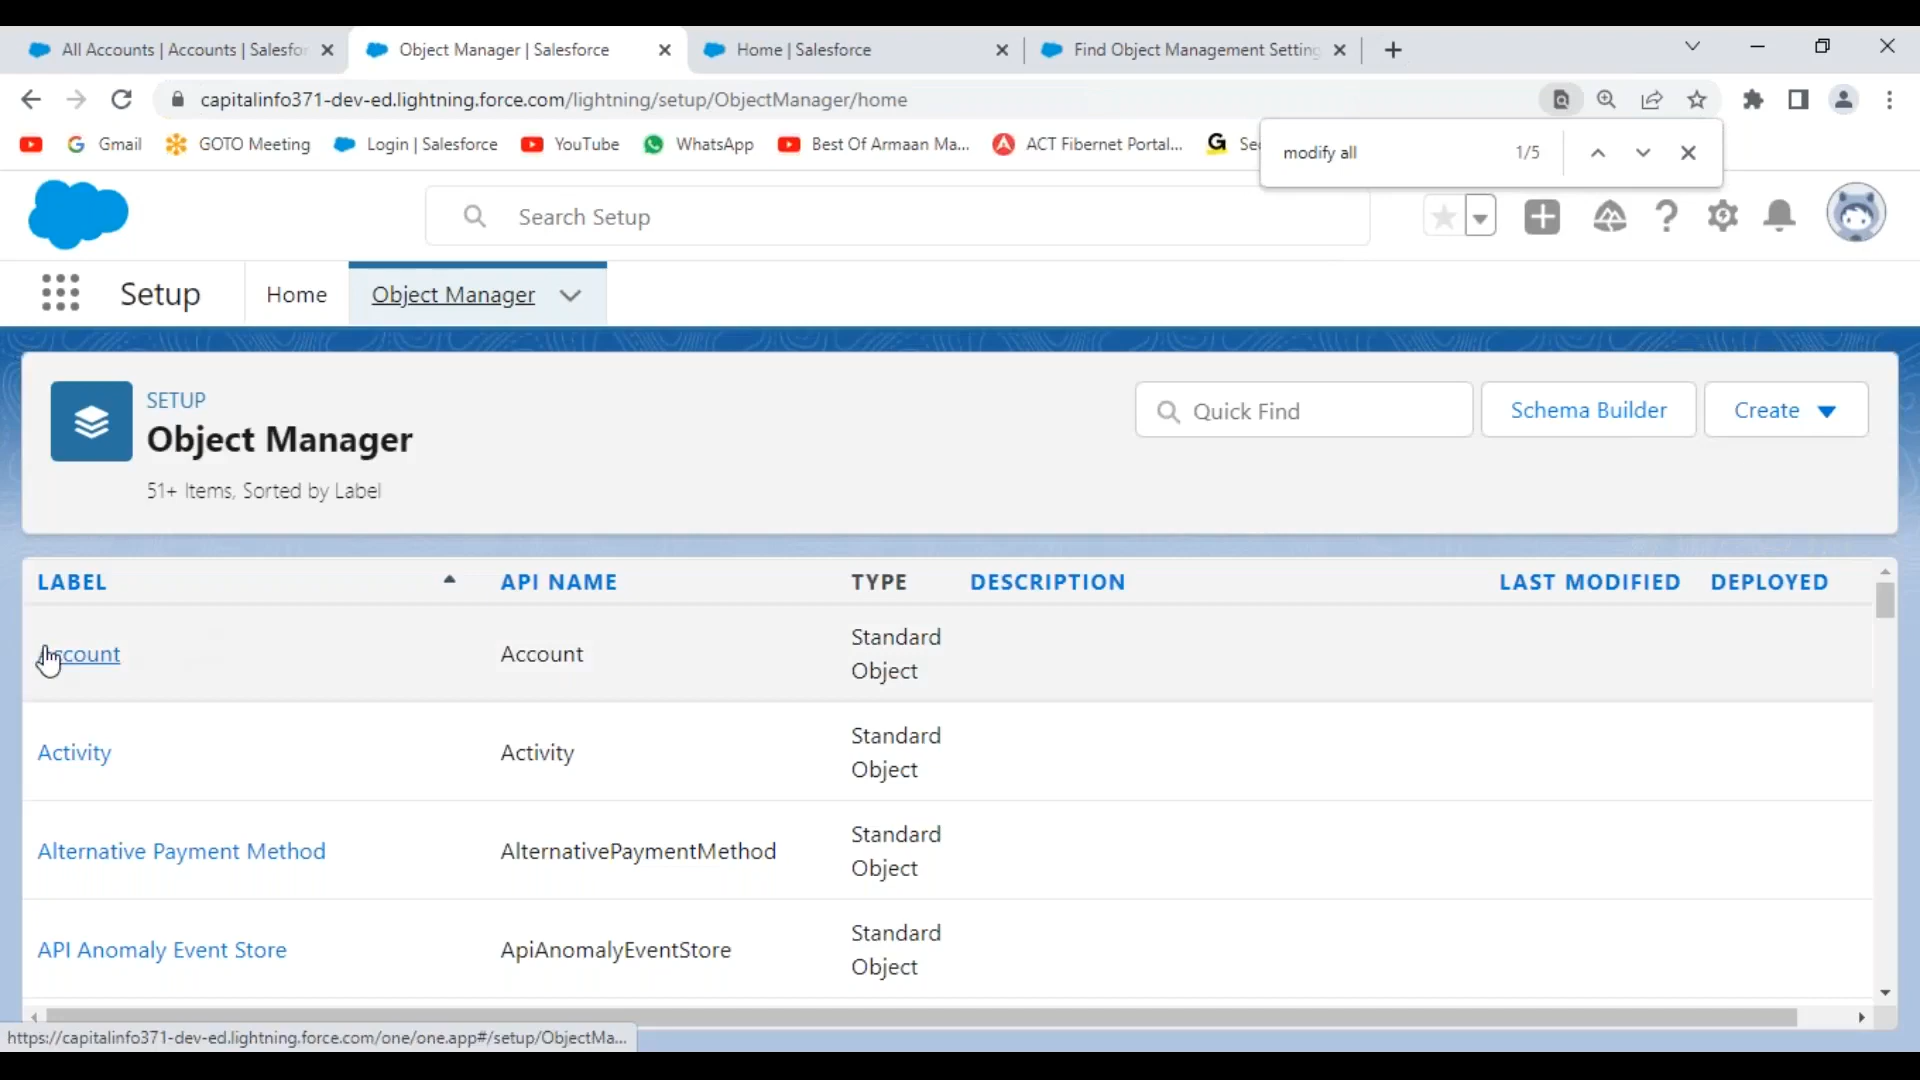 All Accounts | Accounts | Salesfor
Object Manager | Salesforce
Home | Salesforce
Find Object Management Setting
capitalinfo371-dev-ed.lightning.force.com/lightning/setup/ObjectManager/home
Gmail
GOTO Meeting
Login | Salesforce
YouTube
WhatsApp
Best Of Armaan Ma...
ACT Fibernet Portal...
G Se
modify all
1/5
Search Setup
Setup
Home
Object Manager
SETUP
Object Manager
51+ Items, Sorted by Label
Quick Find
Schema Builder
Create
LABEL
API NAME
TYPE
DESCRIPTION
LAST MODIFIED
DEPLOYED
Account
Account
Standard
Object
Activity
Activity
Standard
Object
Alternative Payment Method
AlternativePaymentMethod
Standard
Object
API Anomaly Event Store
ApiAnomalyEventStore
Standard
Object
https://capitalinfo371-dev-ed.lightning.force.com/one/one.app#/setup/ObjectMa...